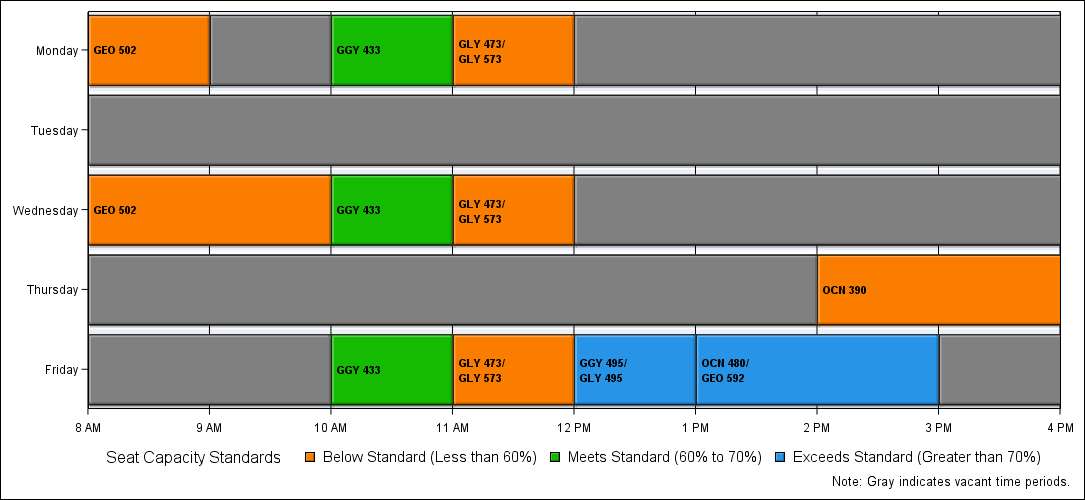 Monday
GEO 502
GGY 433
GLY 473/
GLY 573
Tuesday
Wednesday
GEO 502
GGY 433
GLY 473/
GLY 573
Thursday
OCN 390
Friday
GGY 433
GLY 473/
GLY 573
GGY 495/
GLY 495
OCN 480/
GEO 592
8 AM 9 AM 10 AM 11 AM 12 PM 1 PM 2 PM 3 PM 4 PM
Seat Capacity Standards Below Standard (Less than 60%) Meets Standard (60% to 70%) Exceeds Standard (Greater than 70%)
Note: Gray indicates vacant time periods.